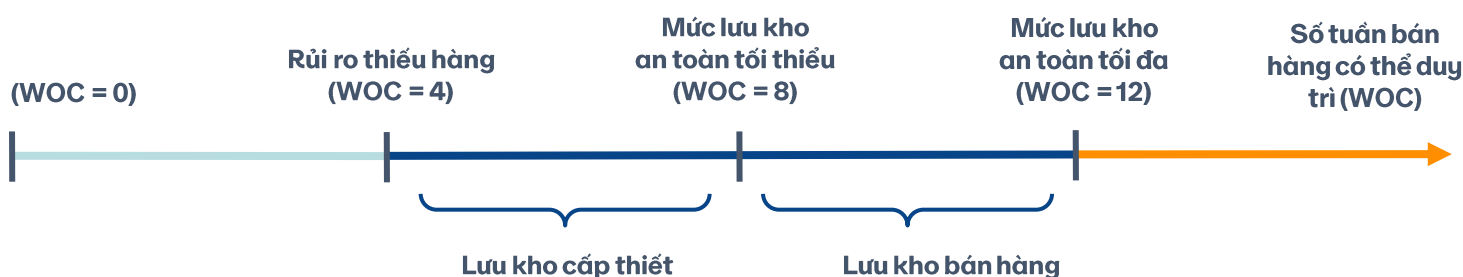 (WOC = 0)
Rủi ro thiếu hàng
(WOC = 4)
Mức lưu kho
an toàn tối thiểu
(WOC = 8)
Mức lưu kho
an toàn tối đa
(WOC = 12)
Số tuần bán
hàng có thể duy
trì (WOC)
Lưu kho cấp thiết
Lưu kho bán hàng